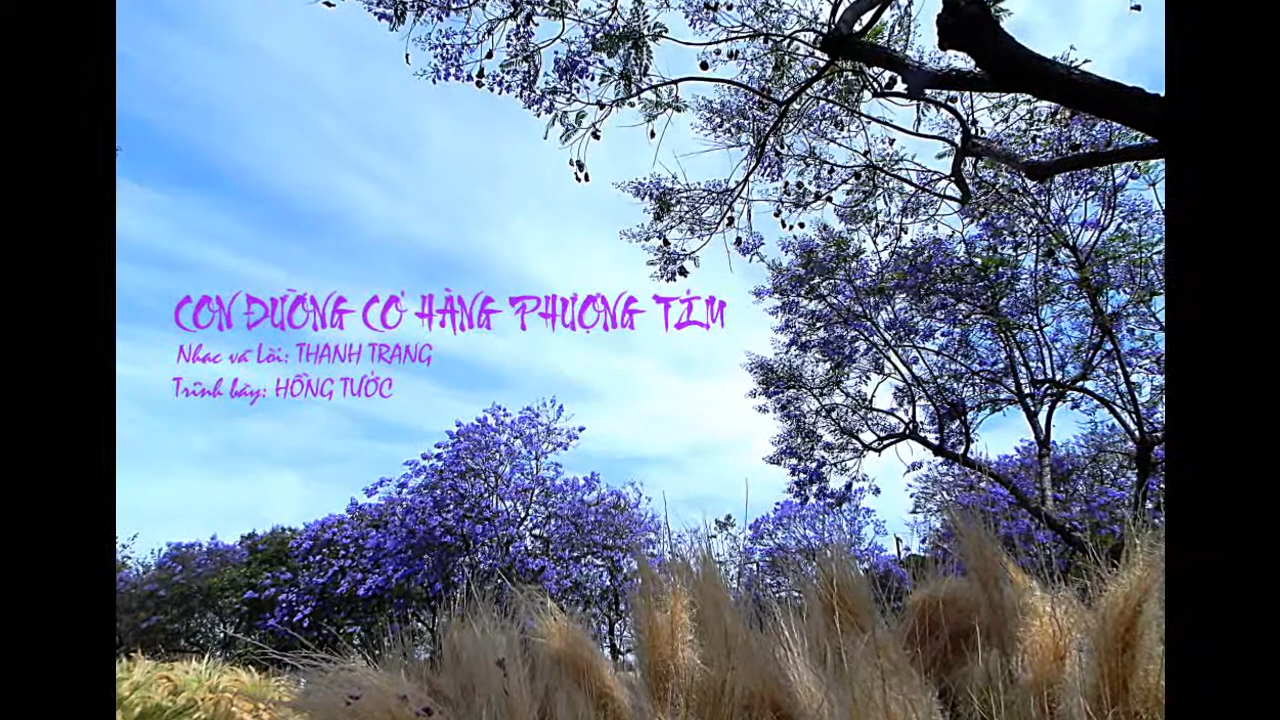 CON ĐƯỜNG CÓ HÀNG PHƯỢNG TÍM
Nhạc và Lời: THANH TRANG
Trình bày: HỒNG TƯỚC